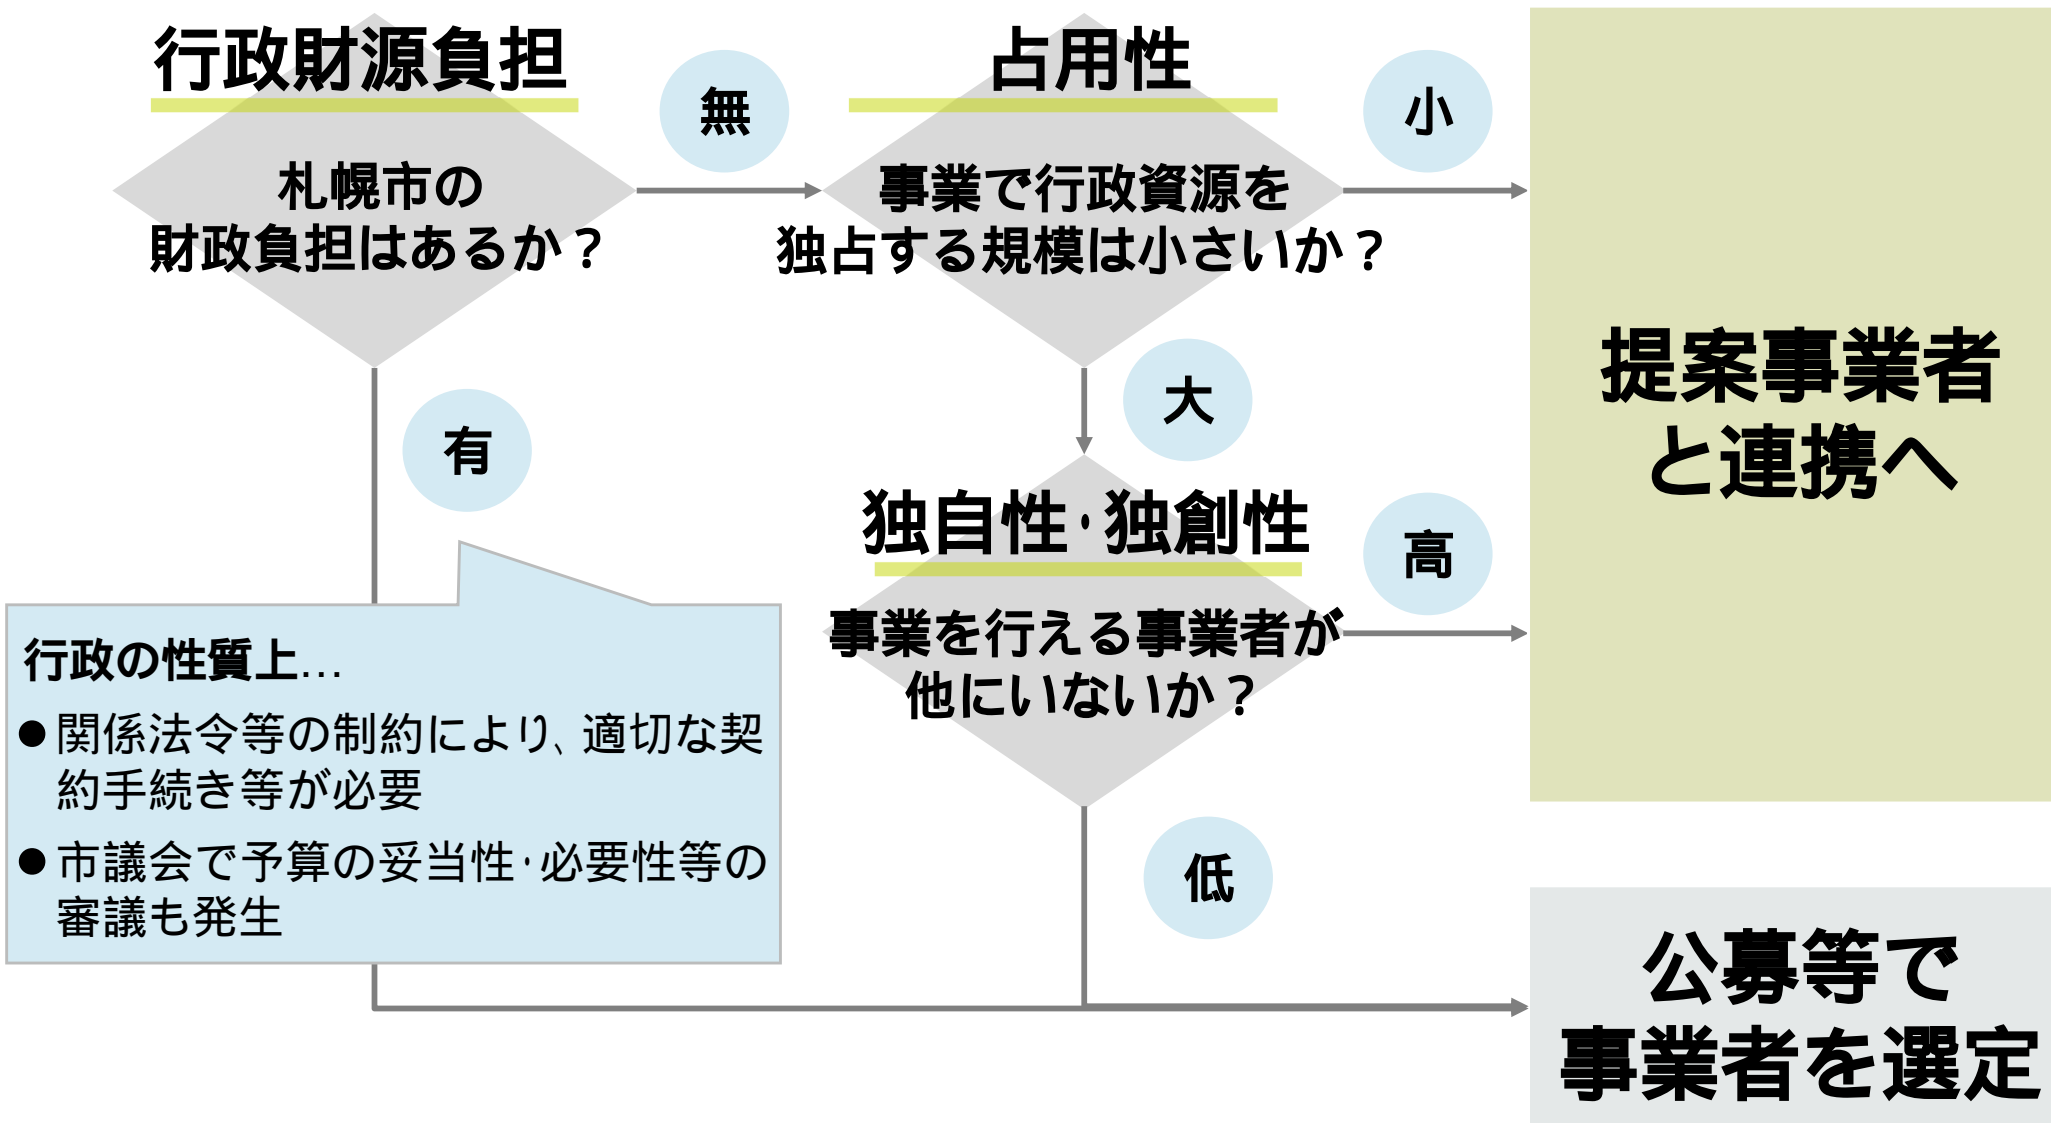 行政財源負担
札幌市の
財政負担はあるか？
無
占用性
事業で行政資源を
独占する規模は小さいか？
小
有
大
独自性・独創性
事業を行える事業者が
他にいないか？
高
低
行政の性質上…
●関係法令等の制約により、適切な契
約手続き等が必要
●市議会で予算の妥当性・必要性等の
審議も発生
提案事業者
と連携へ
公募等で
事業者を選定